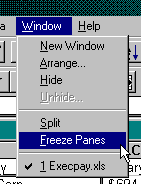 Window Help
New Window
Arrange...
Hide
Unhide...
Split
Freeze Panes
✓ 1 Execpay.xls